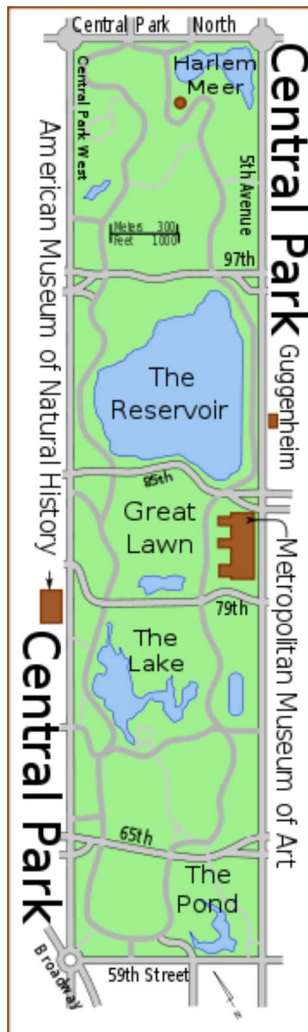 Central Park North
Harlem
Meer
Central Park
Central Park West
5th Avenue
American Museum of Natural History
Meters 300
Feet 1000
97th
Guggenheim
The
Reservoir
85th
Great
Lawn
Metropolitan Museum of Art
79th
The
Lake
Central Park
65th
The
Pond
Broadway
59th Street
N